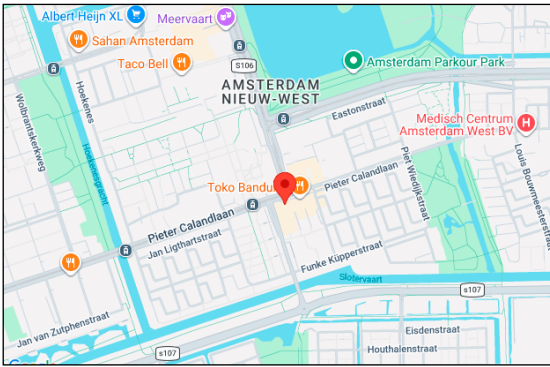 Albert Heijn XL
Meervaart
Sahan Amsterdam
Taco Bell
S106
AMSTERDAM
NIEUW-WEST
Amsterdam Parkour Park
Wolbrantskerkweg
Hoekenes
Hoekenesgracht
Eastonstraat
Medisch Centrum
Amsterdam West BV
H
Louis Bouwmeesterstraat
Piet Wiedijkstraat
Toko Bandu
Pieter Calandlaan
Pieter Calandlaan
Jan Ligthartstraat
Funke Küpperstraat
Slotervaart
s107
Jan van Zutphenstraat
s107
Eisdenstraat
Houthalenstraat